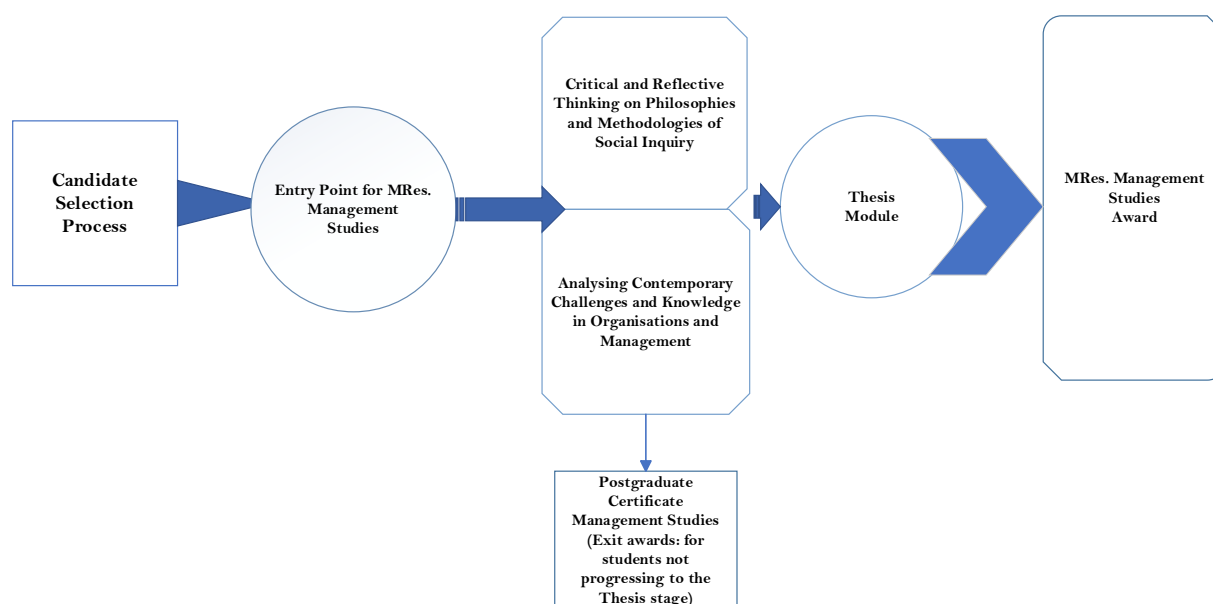 Candidate
Selection
Process
Entry Point for MRes.
Management
Studies
Critical and Reflective
Thinking on Philosophies
and Methodologies of
Social Inquiry
Analysing Contemporary
Challenges and Knowledge
in Organisations and
Management
Postgraduate
Certificate
Management Studies
(Exit awards: for
students not
progressing to the
Thesis stage)
Thesis
Module
MRes. Management
Studies
Award